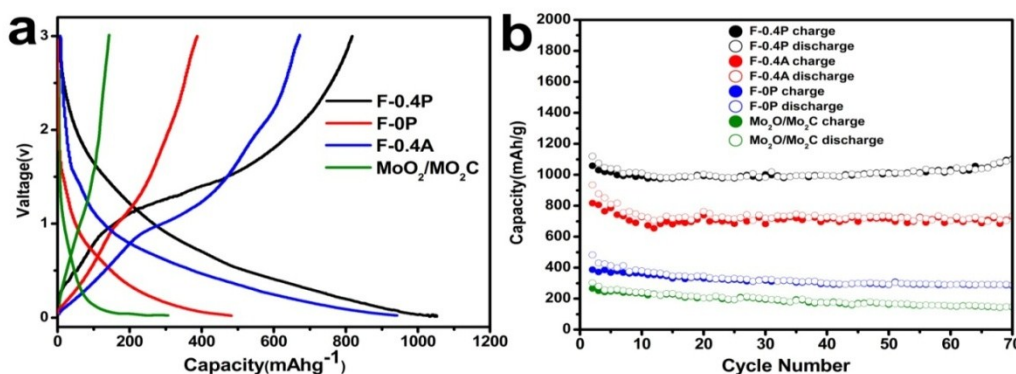 a
3
2
1
0
Valtage(v)
F-0.4P
F-0P
F-0.4A
MoO₂/MO₂C
0 200 400 600 800 1000 1200
Capacity(mAhg⁻¹)
b
2000
1800
1600
1400
1200
1000
800
600
400
200
0
Capacity(mAh/g)
F-0.4P charge
F-0.4P discharge
F-0.4A charge
F-0.4A discharge
F-0P charge
F-0P discharge
Mo₂O/Mo₂C charge
Mo₂O/Mo₂C discharge
0 10 20 30 40 50 60 70
Cycle Number